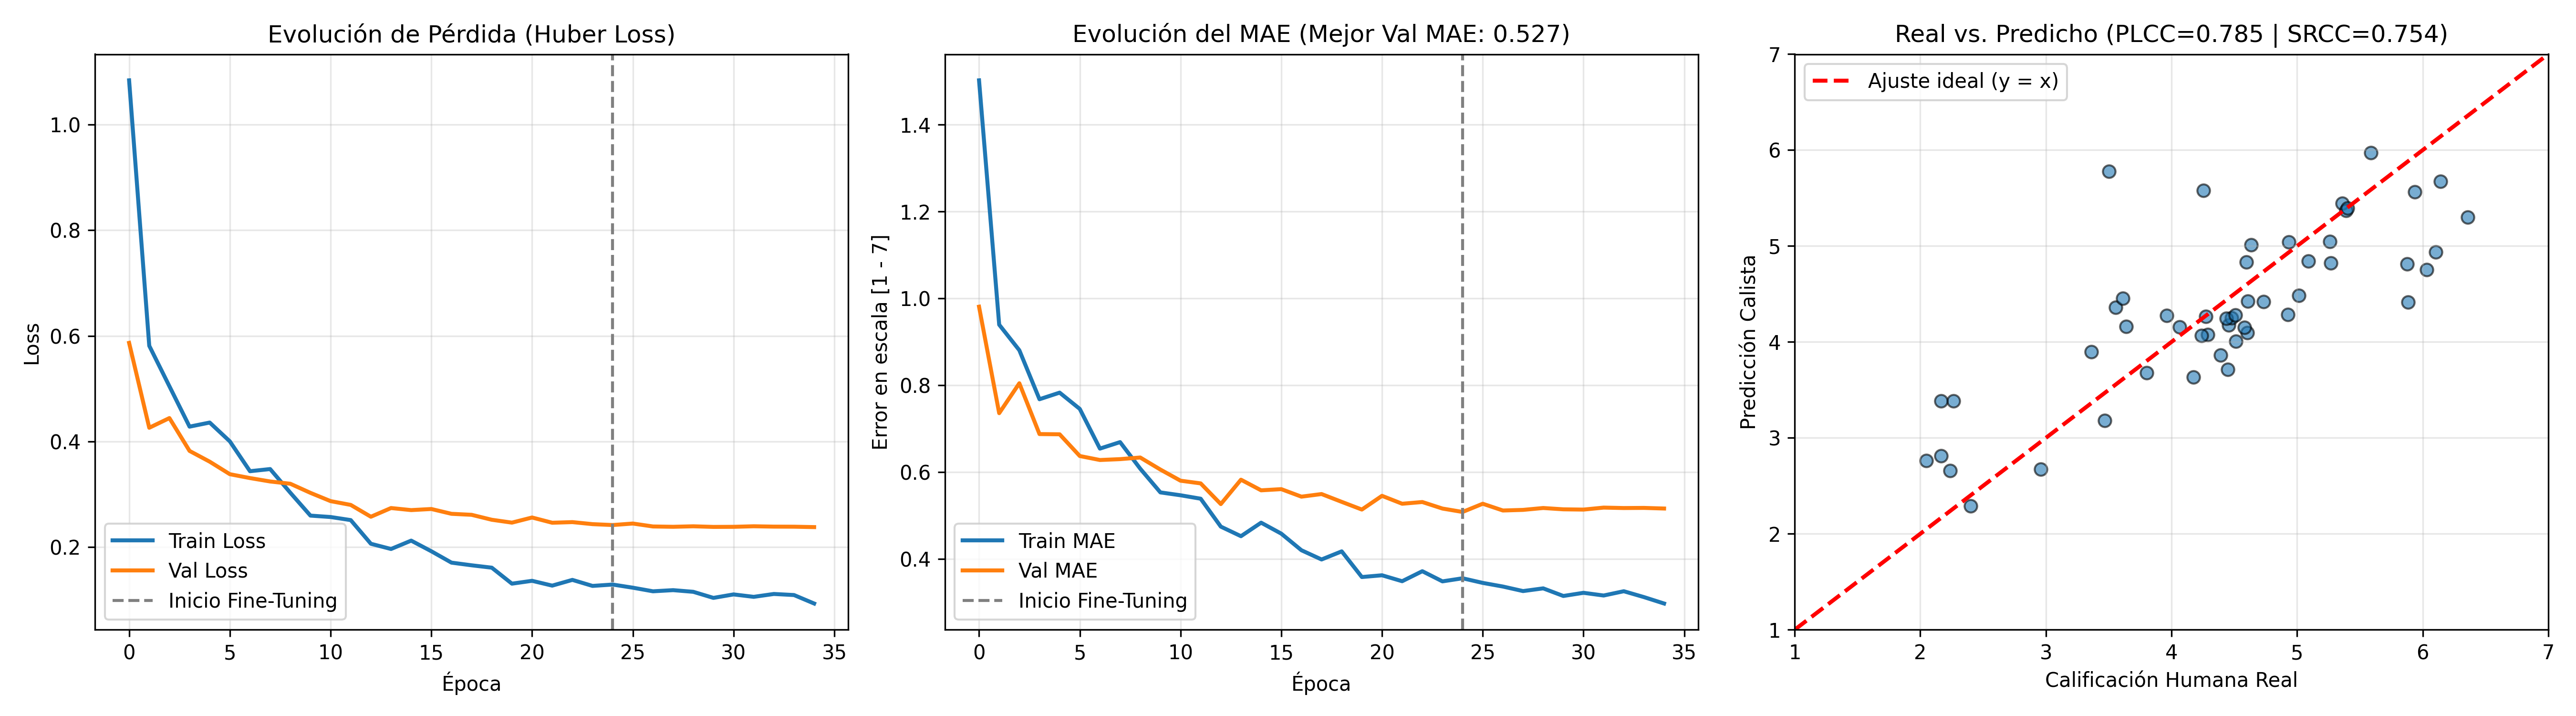 Evolución de Pérdida (Huber Loss)
Loss
1.0
0.8
0.6
0.4
0.2
Train Loss
Val Loss
Inicio Fine-Tuning
0 5 10 15 20 25 30 35
Época
Evolución del MAE (Mejor Val MAE: 0.527)
Error en escala [1 - 7]
1.4
1.2
1.0
0.8
0.6
0.4
Train MAE
Val MAE
Inicio Fine-Tuning
0 5 10 15 20 25 30 35
Época
Real vs. Predicho (PLCC=0.785 | SRCC=0.754)
Predicción Calista
7
6
5
4
3
2
1
Ajuste ideal (y = x)
1 2 3 4 5 6 7
Calificación Humana Real